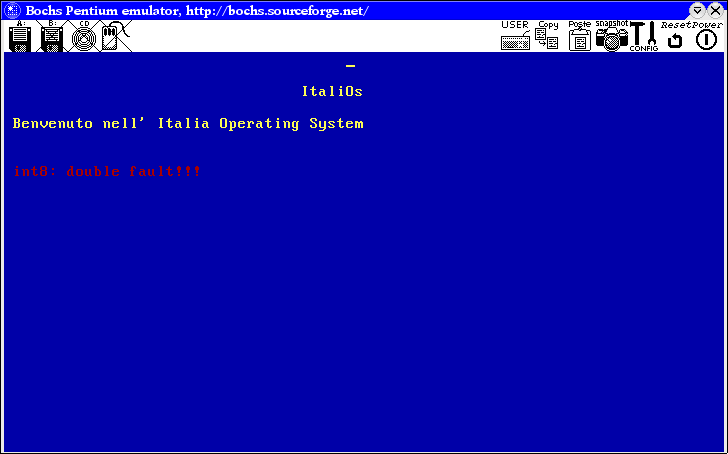 Bochs Pentium emulator, http://bochs.sourceforge.net/
A: B: CD USER Copy Poste snapshot CONFIG Reset Power
ItaliOs
Benvenuto nell' Italia Operating System
int8: double fault!!!